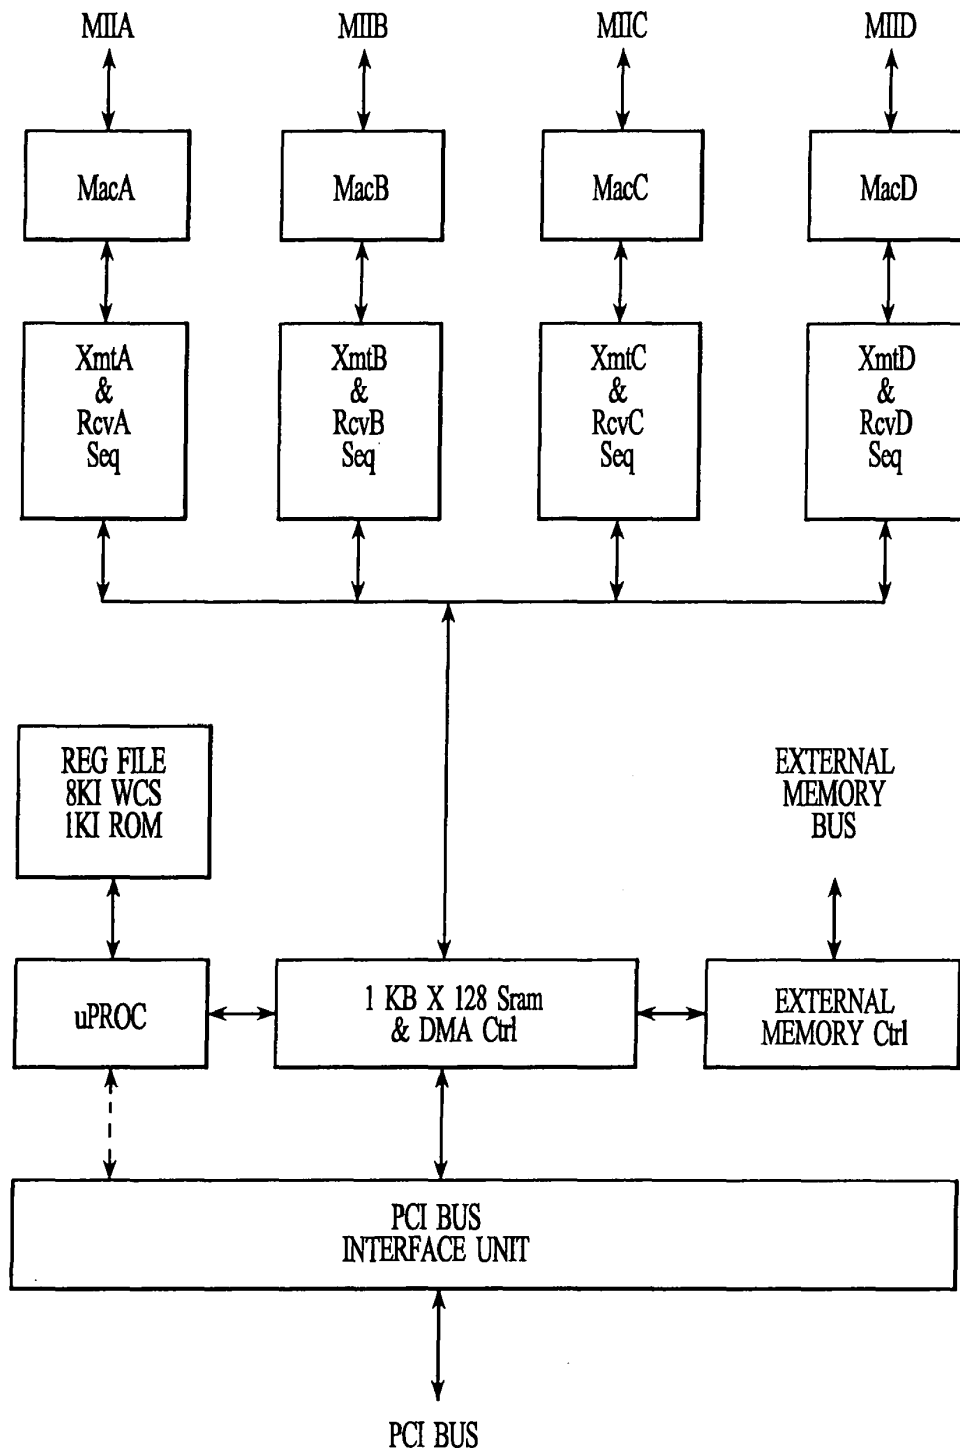 MIIA
MIIB
MIIC
MIID
MacA
MacB
MacC
MacD
XmtA
&
RcvA
Seq
XmtB
&
RcvB
Seq
XmtC
&
RcvC
Seq
XmtD
&
RcvD
Seq
REG FILE
8KI WCS
1KI ROM
EXTERNAL
MEMORY
BUS
uPROC
1 KB X 128 Sram
& DMA Ctrl
EXTERNAL
MEMORY Ctrl
PCI BUS
INTERFACE UNIT
PCI BUS